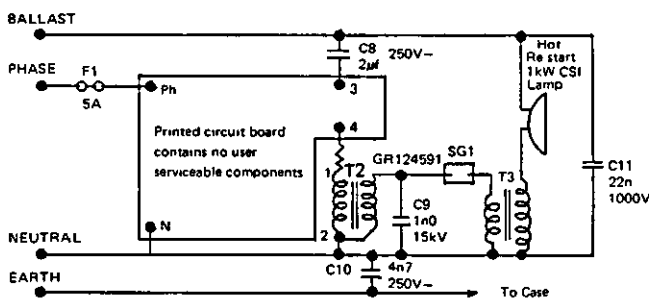 BALLAST
C8
2µf
250V~
Hot
Re start
1kW CSI
Lamp
PHASE
F1
5A
Ph
3
4
Printed circuit board
contains no user
serviceable components
1
T2
GR124591
SG1
T3
C9
1n0
15kV
C11
22n
1000V
N
2
NEUTRAL
C10
4n7
250V~
EARTH
To Case